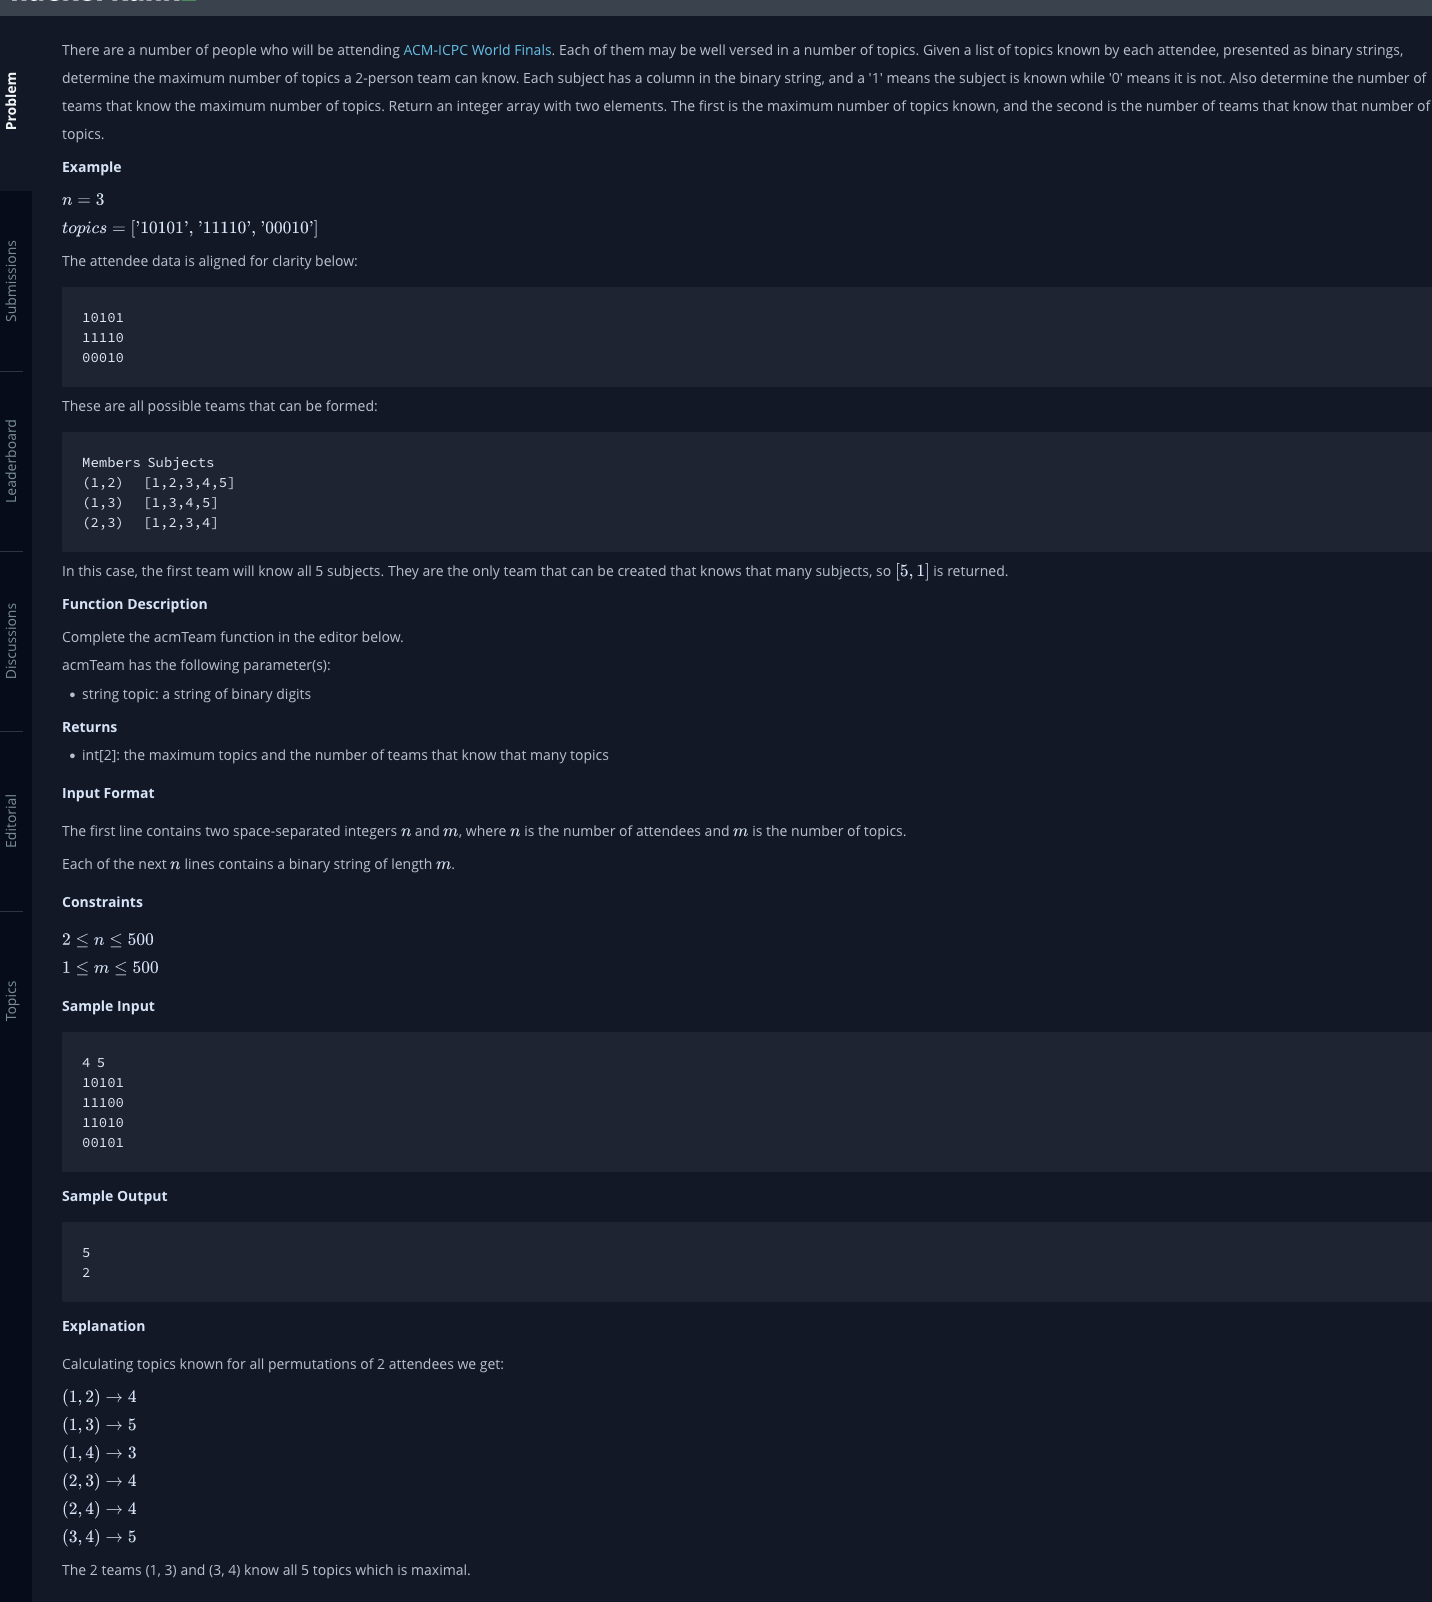 Problem
Submissions
Leaderboard
Discussions
Editorial
Topics
There are a number of people who will be attending ACM-ICPC World Finals. Each of them may be well versed in a number of topics. Given a list of topics known by each attendee, presented as binary strings,
determine the maximum number of topics a 2-person team can know. Each subject has a column in the binary string, and a '1' means the subject is known while '0' means it is not. Also determine the number of
teams that know the maximum number of topics. Return an integer array with two elements. The first is the maximum number of topics known, and the second is the number of teams that know that number of
topics.
Example
n = 3
topics = ['10101', '11110', '00010']
The attendee data is aligned for clarity below:
10101
11110
00010
These are all possible teams that can be formed:
Members Subjects
(1,2) [1,2,3,4,5]
(1,3) [1,3,4,5]
(2,3) [1,2,3,4]
In this case, the first team will know all 5 subjects. They are the only team that can be created that knows that many subjects, so [5, 1] is returned.
Function Description
Complete the acmTeam function in the editor below.
acmTeam has the following parameter(s):
• string topic: a string of binary digits
Returns
• int[2]: the maximum topics and the number of teams that know that many topics
Input Format
The first line contains two space-separated integers n and m, where n is the number of attendees and m is the number of topics.
Each of the next n lines contains a binary string of length m.
Constraints
2 ≤ n ≤ 500
1 ≤ m ≤ 500
Sample Input
4 5
10101
11100
11010
00101
Sample Output
5
2
Explanation
Calculating topics known for all permutations of 2 attendees we get:
(1, 2) → 4
(1, 3) → 5
(1, 4) → 3
(2, 3) → 4
(2, 4) → 4
(3, 4) → 5
The 2 teams (1, 3) and (3, 4) know all 5 topics which is maximal.